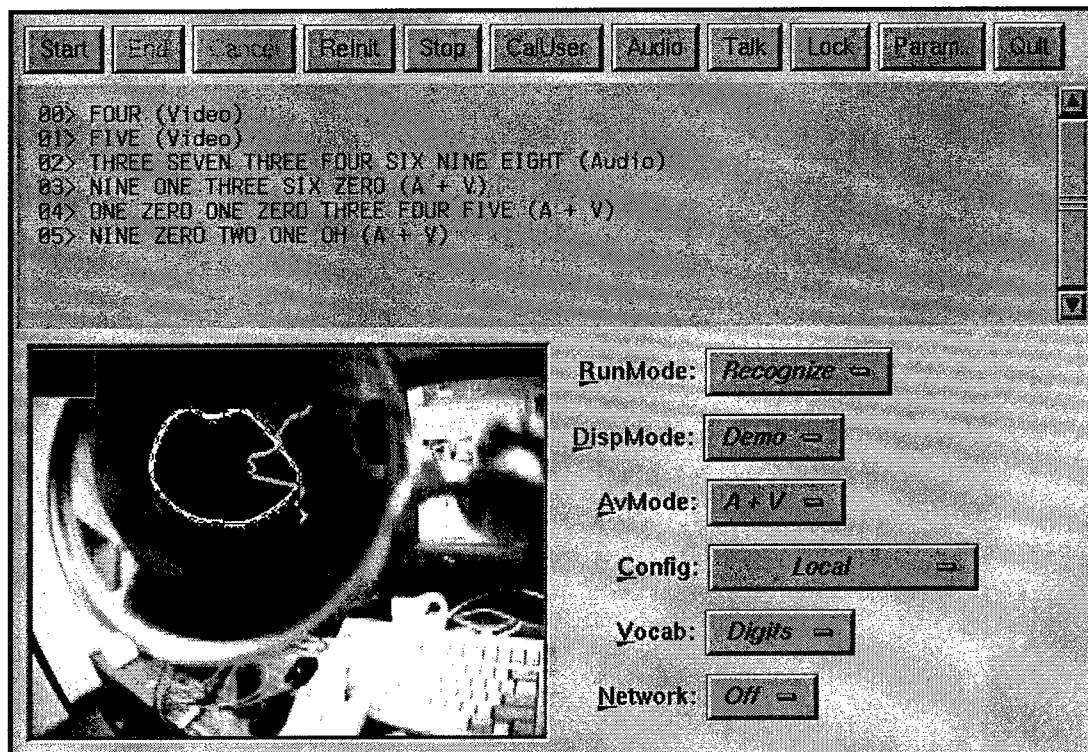 Start End Cancel ReInit Stop CalUser Audio Talk Lock Param.. Quit
00> FOUR (Video)
01> FIVE (Video)
02> THREE SEVEN THREE FOUR SIX NINE EIGHT (Audio)
03> NINE ONE THREE SIX ZERO (A + V)
04> ONE ZERO ONE ZERO THREE FOUR FIVE (A + V)
05> NINE ZERO TWO ONE OH (A + V)
RunMode: Recognize
DispMode: Demo
AvMode: A + V
Config: Local
Vocab: Digits
Network: Off